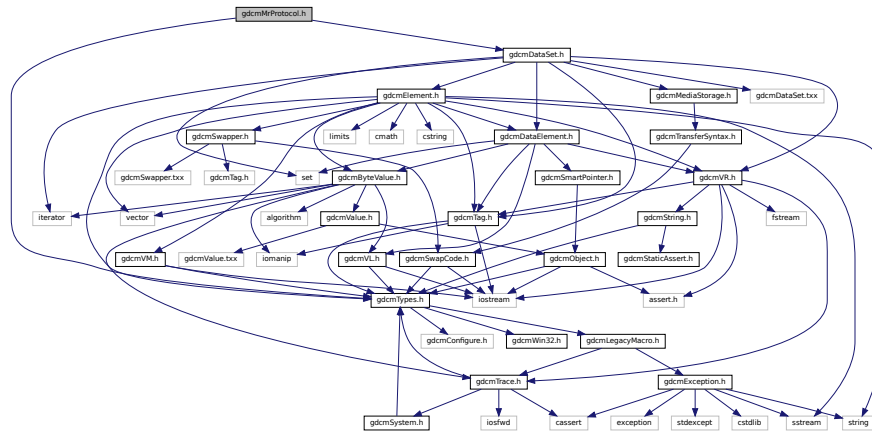 gdcmMrProtocol.h
gdcmDataSet.h
gdcmElement.h
gdcmMediaStorage.h
gdcmDataSet.txx
gdcmSwapper.h
limits
cmath
cstring
gdcmDataElement.h
gdcmTransferSyntax.h
gdcmSwapper.txx
gdcmTag.h
set
gdcmByteValue.h
gdcmSmartPointer.h
gdcmVR.h
iterator
vector
algorithm
gdcmValue.h
gdcmTag.h
gdcmString.h
fstream
gdcmVM.h
gdcmValue.txx
iomanip
gdcmVL.h
gdcmSwapCode.h
gdcmObject.h
gdcmStaticAssert.h
gdcmTypes.h
iostream
assert.h
gdcmConfigure.h
gdcmWin32.h
gdcmLegacyMacro.h
gdcmTrace.h
gdcmException.h
gdcmSystem.h
iosfwd
cassert
exception
stdexcept
cstdlib
sstream
string